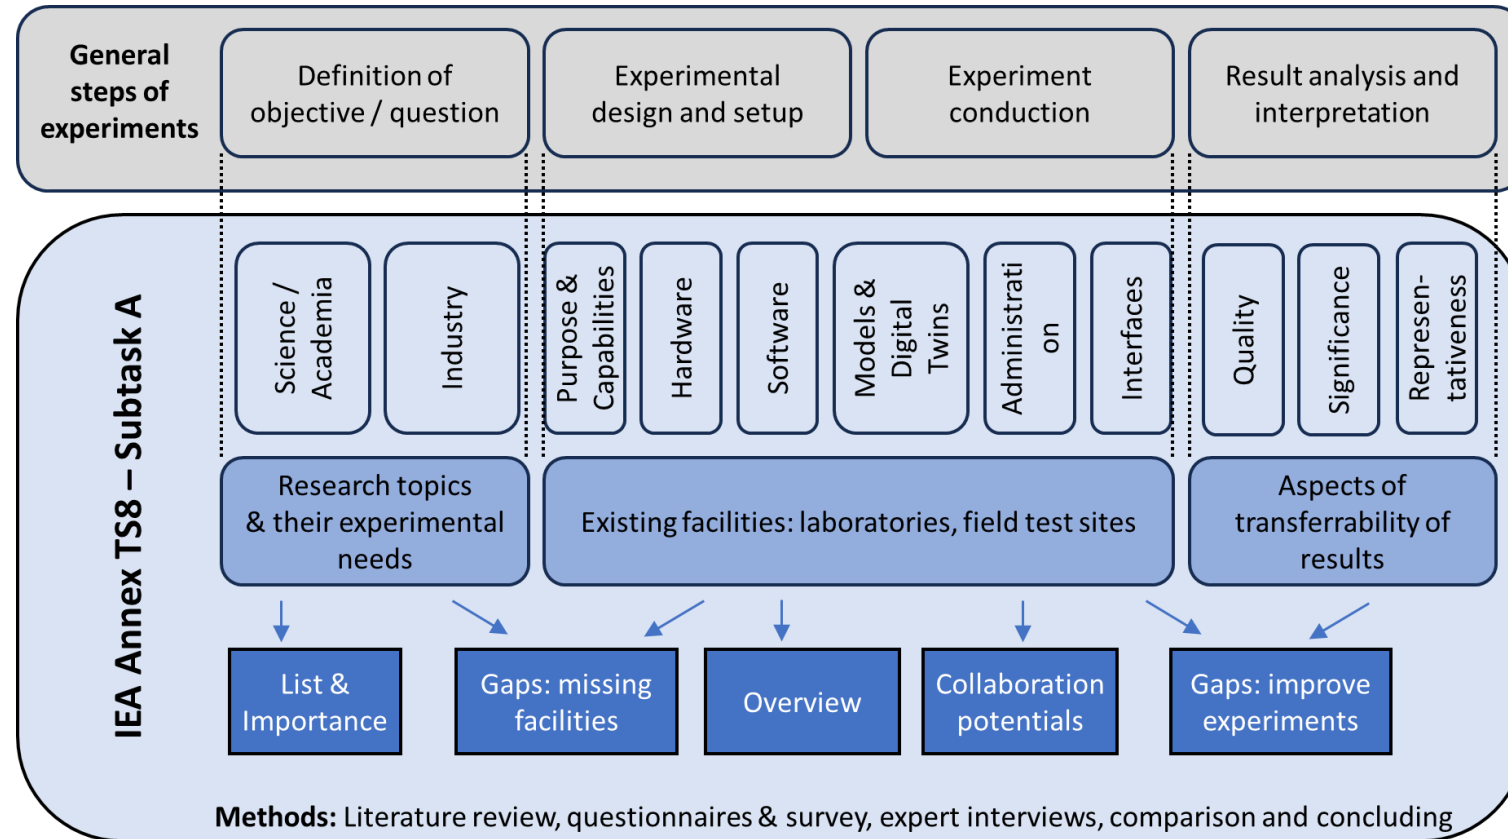 General
steps of
experiments
Definition of
objective / question
Experimental
design and setup
Experiment
conduction
Result analysis and
interpretation
IEA Annex TS8 – Subtask A
Science /
Academia
Industry
Purpose &
Capabilities
Hardware
Software
Models &
Digital
Twins
Administrati
on
Interfaces
Quality
Significance
Represen-
tativeness
Research topics
& their experimental
needs
Existing facilities: laboratories, field test sites
Aspects of
transferrability of
results
List &
Importance
Gaps: missing
facilities
Overview
Collaboration
potentials
Gaps: improve
experiments
Methods: Literature review, questionnaires & survey, expert interviews, comparison and concluding